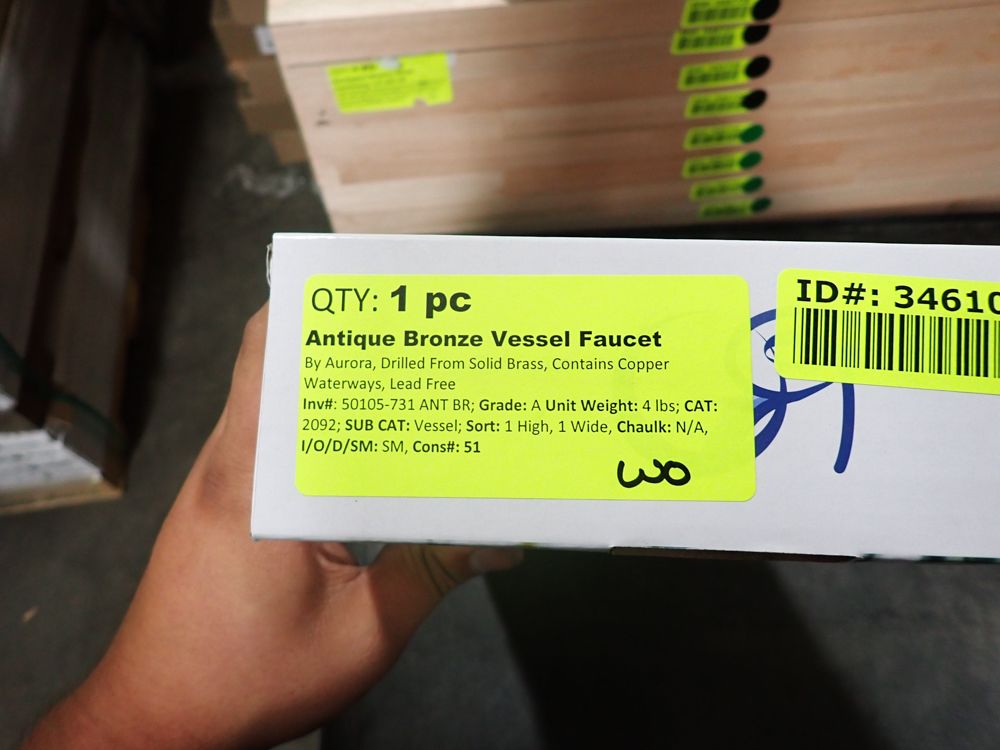 QTY: 1 pc
Antique Bronze Vessel Faucet
By Aurora, Drilled From Solid Brass, Contains Copper
Waterways, Lead Free
Inv#: 50105-731 ANT BR; Grade: A Unit Weight: 4 lbs; CAT:
2092; SUB CAT: Vessel; Sort: 1 High, 1 Wide, Chaulk: N/A,
I/O/D/SM: SM, Cons#: 51
ID#: 34610